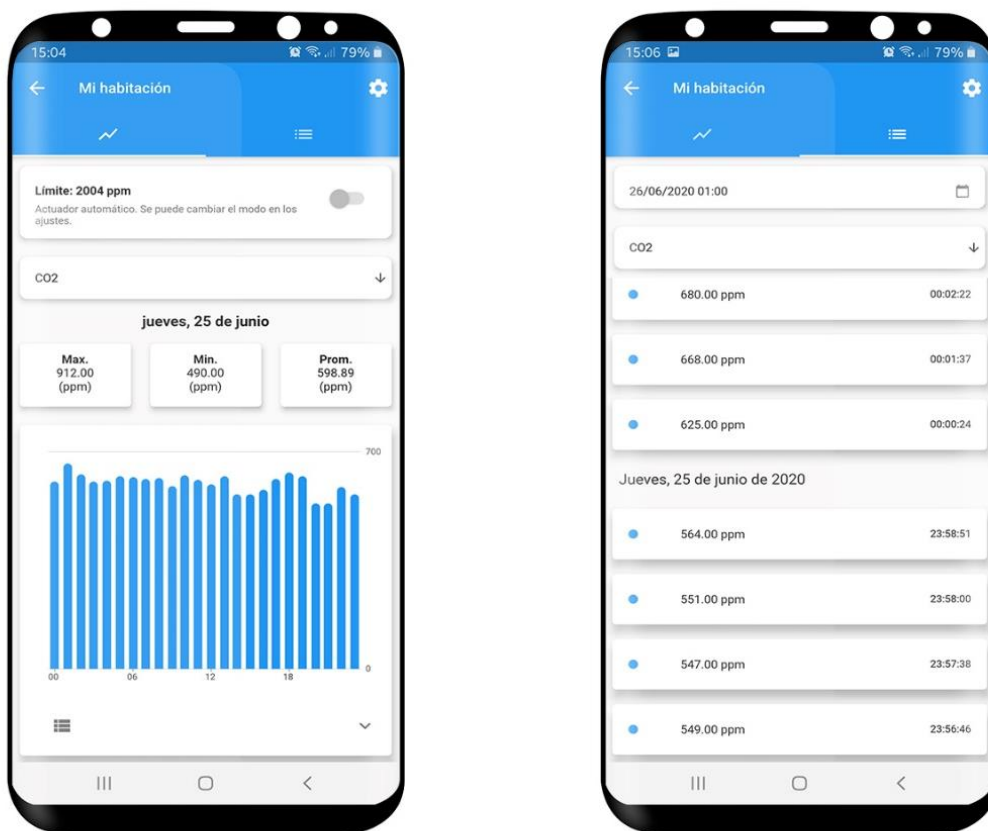 15:04
79%
Mi habitación
Límite: 2004 ppm
Actuador automático. Se puede cambiar el modo en los
ajustes.
CO2
jueves, 25 de junio
Max.
912.00
(ppm)
Min.
490.00
(ppm)
Prom.
598.89
(ppm)
700
0
00 06 12 18
15:06
79%
Mi habitación
26/06/2020 01:00
CO2
680.00 ppm 00:02:22
668.00 ppm 00:01:37
625.00 ppm 00:00:24
Jueves, 25 de junio de 2020
564.00 ppm 23:58:51
551.00 ppm 23:58:00
547.00 ppm 23:57:38
549.00 ppm 23:56:46